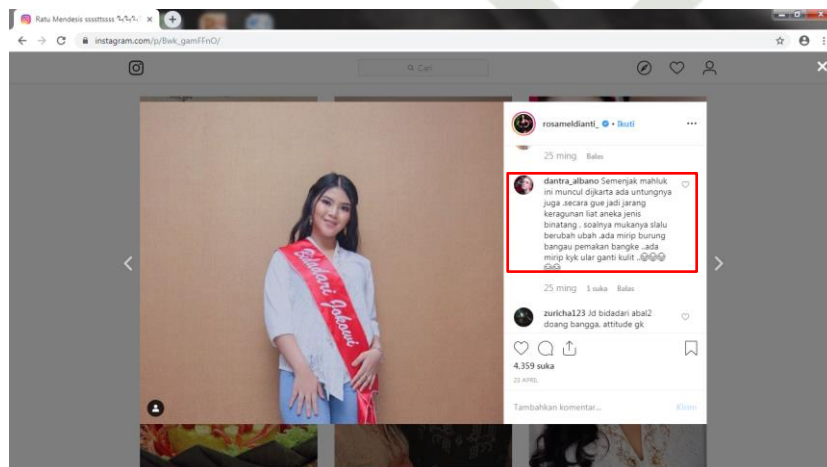 Ratu Mendesis ssssttssss
instagram.com/p/Bwk_gamFFnO/
Cari
rosameldianti_ • Ikuti
25 ming Balas
dantra_albano Semenjak mahluk
ini muncul dijkarta ada untungnya
juga .secara gue jadi jarang
keragunan liat aneka jenis
binatang . soalnya mukanya slalu
berubah ubah .ada mirip burung
bangau pemakan bangke ..ada
mirip kyk ular ganti kulit ..😂😂😂
😂😂
25 ming 1 suka Balas
zuricha123 Jd bidadari abal2
doang bangga, attitude gk
4.359 suka
Tambahkan komentar...
Kirim
Bidadari Jokowi